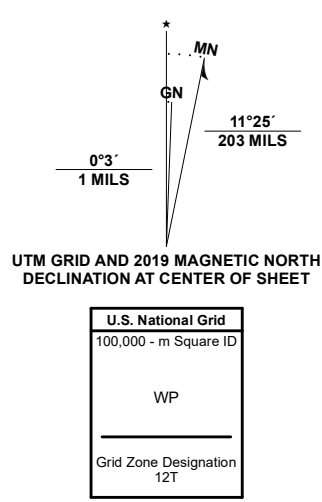 ★
MN
GN
11°25´
203 MILS
0°3´
1 MILS
UTM GRID AND 2019 MAGNETIC NORTH
DECLINATION AT CENTER OF SHEET
U.S. National Grid
100,000 - m Square ID
WP
Grid Zone Designation
12T